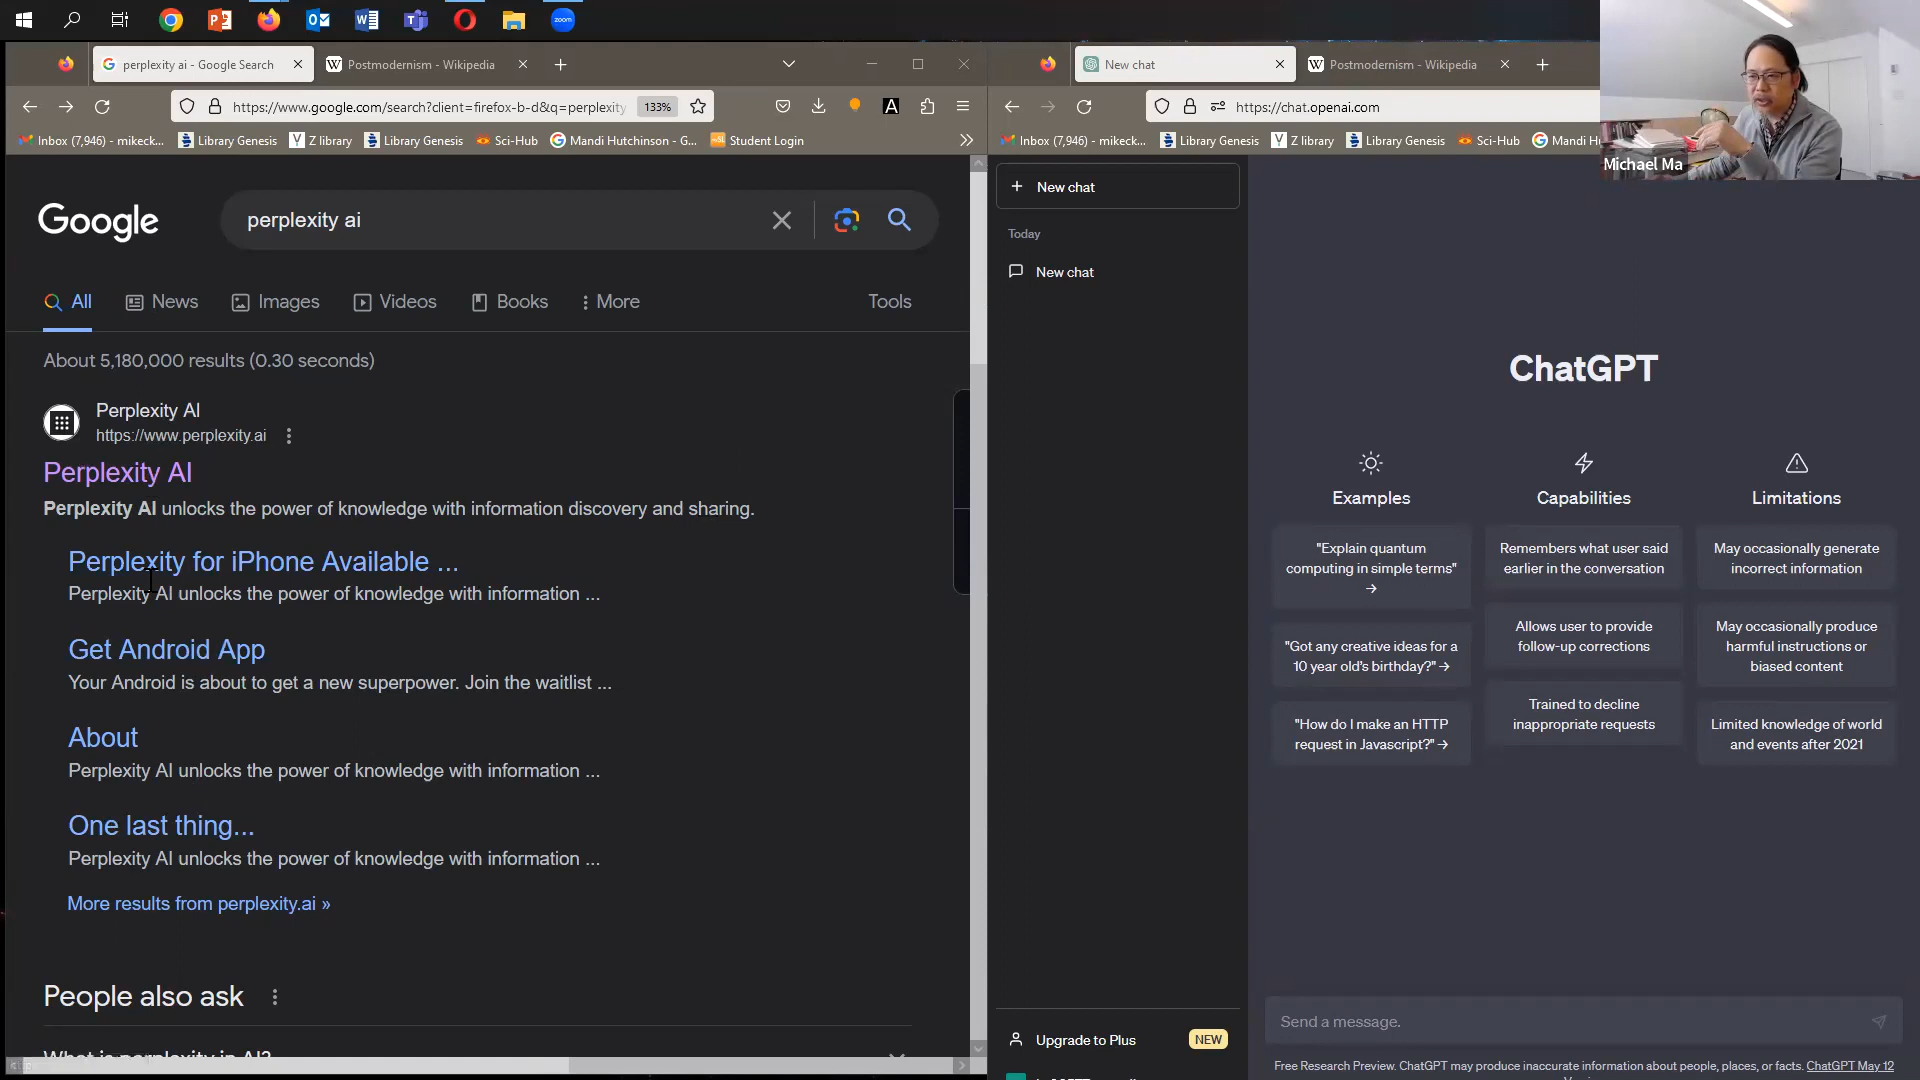 perplexity ai - Google Search
Postmodernism - Wikipedia
https://www.google.com/search?client=firefox-b-d&q=perplexity
133%
Inbox (7,946) - mikeck...
Library Genesis
Z library
Library Genesis
Sci-Hub
Mandi Hutchinson - G...
Student Login
Google
perplexity ai
All
News
Images
Videos
Books
More
Tools
About 5,180,000 results (0.30 seconds)
Perplexity AI
https://www.perplexity.ai
Perplexity AI
Perplexity AI unlocks the power of knowledge with information discovery and sharing.
Perplexity for iPhone Available ...
Perplexity AI unlocks the power of knowledge with information ...
Get Android App
Your Android is about to get a new superpower. Join the waitlist ...
About
Perplexity AI unlocks the power of knowledge with information ...
One last thing...
Perplexity AI unlocks the power of knowledge with information ...
More results from perplexity.ai »
People also ask
What is perplexity in AI?
New chat
Postmodernism - Wikipedia
https://chat.openai.com
Inbox (7,946) - mikeck...
Library Genesis
Z library
Library Genesis
Sci-Hub
Mandi H
Michael Ma
zoom
New chat
Today
New chat
Upgrade to Plus
NEW
ChatGPT
Examples
"Explain quantum
computing in simple terms"
→
"Got any creative ideas for a
10 year old's birthday?" →
"How do I make an HTTP
request in Javascript?" →
Capabilities
Remembers what user said
earlier in the conversation
Allows user to provide
follow-up corrections
Trained to decline
inappropriate requests
Limitations
May occasionally generate
incorrect information
May occasionally produce
harmful instructions or
biased content
Limited knowledge of world
and events after 2021
Send a message.
Free Research Preview. ChatGPT may produce inaccurate information about people, places, or facts. ChatGPT May 12